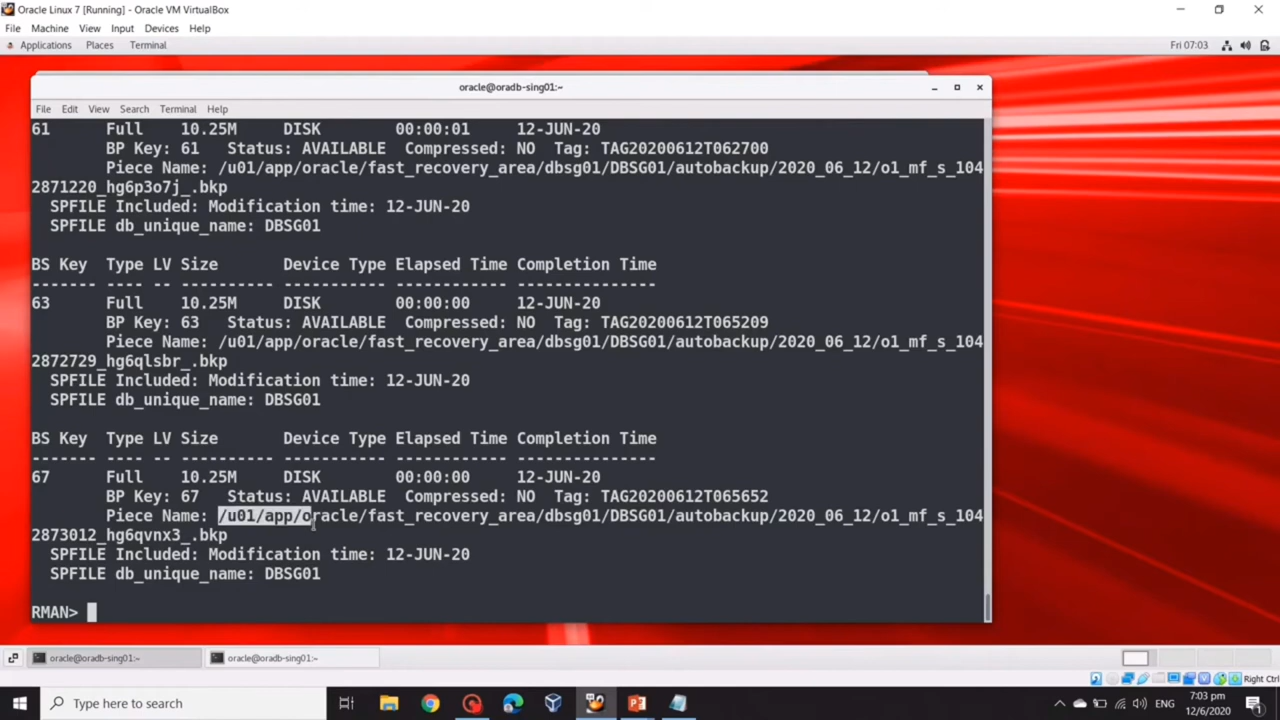 Oracle Linux 7 [Running] - Oracle VM VirtualBox
File Machine View Input Devices Help
Applications Places Terminal Fri 07:03
oracle@oradb-sing01:~
File Edit View Search Terminal Help
61 Full 10.25M DISK 00:00:01 12-JUN-20
BP Key: 61 Status: AVAILABLE Compressed: NO Tag: TAG20200612T062700
Piece Name: /u01/app/oracle/fast_recovery_area/dbsg01/DBSG01/autobackup/2020_06_12/o1_mf_s_104
2871220_hg6p3o7j_.bkp
SPFILE Included: Modification time: 12-JUN-20
SPFILE db_unique_name: DBSG01
BS Key Type LV Size Device Type Elapsed Time Completion Time
------- ---- -- ---------- ----------- ------------ ---------------
63 Full 10.25M DISK 00:00:00 12-JUN-20
BP Key: 63 Status: AVAILABLE Compressed: NO Tag: TAG20200612T065209
Piece Name: /u01/app/oracle/fast_recovery_area/dbsg01/DBSG01/autobackup/2020_06_12/o1_mf_s_104
2872729_hg6qlsbr_.bkp
SPFILE Included: Modification time: 12-JUN-20
SPFILE db_unique_name: DBSG01
BS Key Type LV Size Device Type Elapsed Time Completion Time
------- ---- -- ---------- ----------- ------------ ---------------
67 Full 10.25M DISK 00:00:00 12-JUN-20
BP Key: 67 Status: AVAILABLE Compressed: NO Tag: TAG20200612T065652
Piece Name: /u01/app/oracle/fast_recovery_area/dbsg01/DBSG01/autobackup/2020_06_12/o1_mf_s_104
2873012_hg6qvnx3_.bkp
SPFILE Included: Modification time: 12-JUN-20
SPFILE db_unique_name: DBSG01
RMAN>
oracle@oradb-sing01:~ oracle@oradb-sing01:~
Right Ctrl
Type here to search
ENG
7:03 pm
12/6/2020